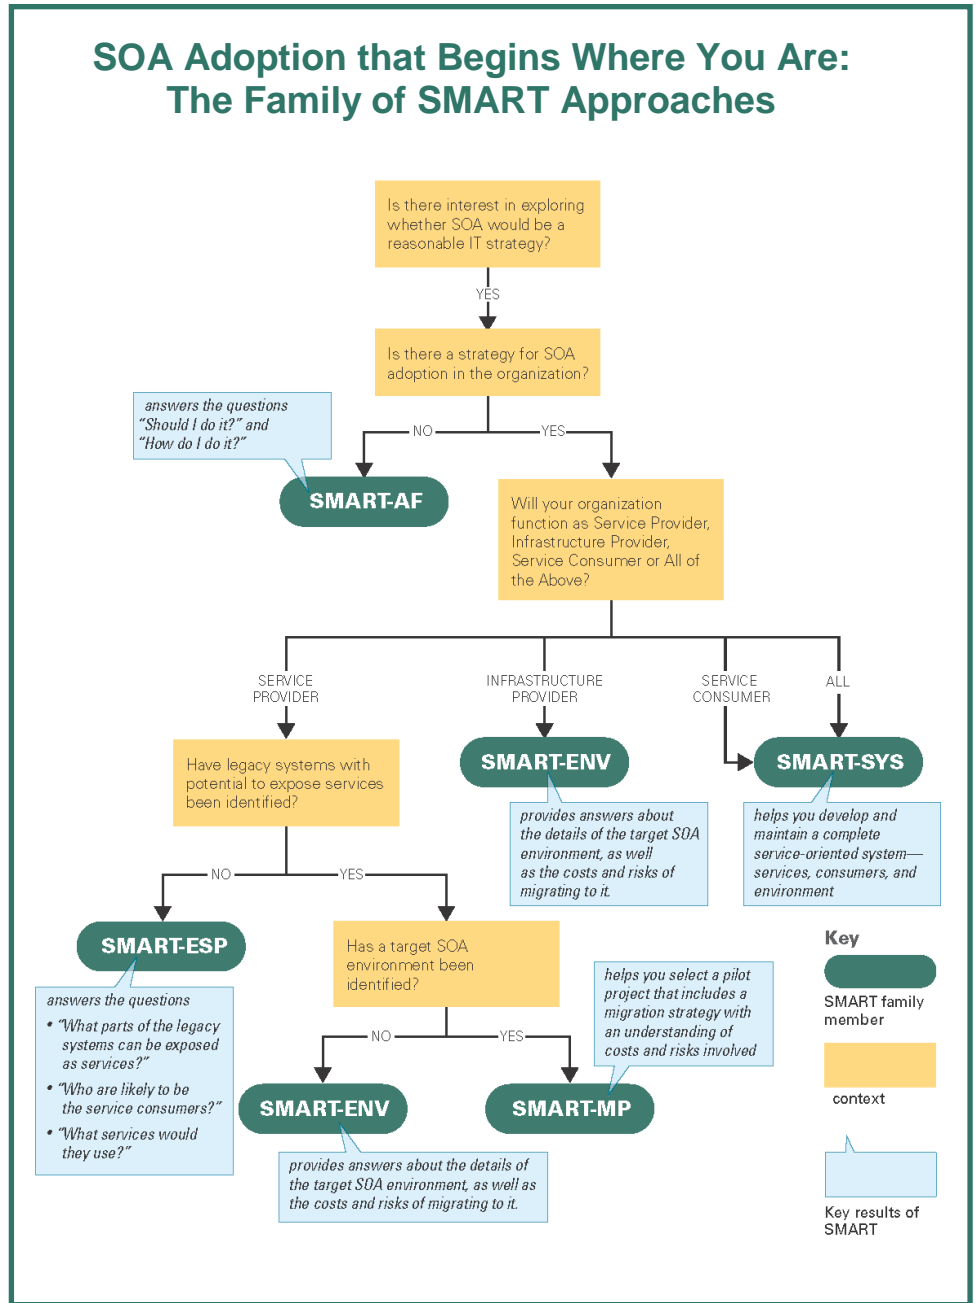 SOA Adoption that Begins Where You Are:
The Family of SMART Approaches
Is there interest in exploring
whether SOA would be a
reasonable IT strategy?
YES
Is there a strategy for SOA
adoption in the organization?
answers the questions
“Should I do it?” and
“How do I do it?”
NO
YES
SMART-AF
Will your organization
function as Service Provider,
Infrastructure Provider,
Service Consumer or All of
the Above?
SERVICE
PROVIDER
INFRASTRUCTURE
PROVIDER
SERVICE
CONSUMER
ALL
Have legacy systems with
potential to expose services
been identified?
SMART-ENV
SMART-SYS
provides answers about
the details of the target SOA
environment, as well
as the costs and risks of
migrating to it.
helps you develop and
maintain a complete
service-oriented system—
services, consumers, and
environment
NO
YES
SMART-ESP
Has a target SOA
environment been
identified?
answers the questions
• “What parts of the legacy
systems can be exposed
as services?”
• “Who are likely to be
the service consumers?”
• “What services would
they use?”
helps you select a pilot
project that includes a
migration strategy with
an understanding of
costs and risks involved
NO
YES
SMART-ENV
SMART-MP
provides answers about the details of
the target SOA environment, as well as
the costs and risks of migrating to it.
Key
SMART family
member
context
Key results of
SMART